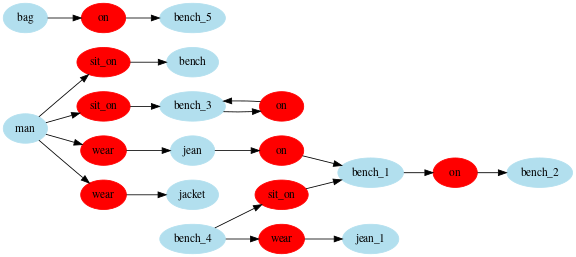 bag on bench_5
sit_on bench
man sit_on bench_3 on
wear jean on
bench_1 on bench_2
wear jacket sit_on
bench_4 wear jean_1